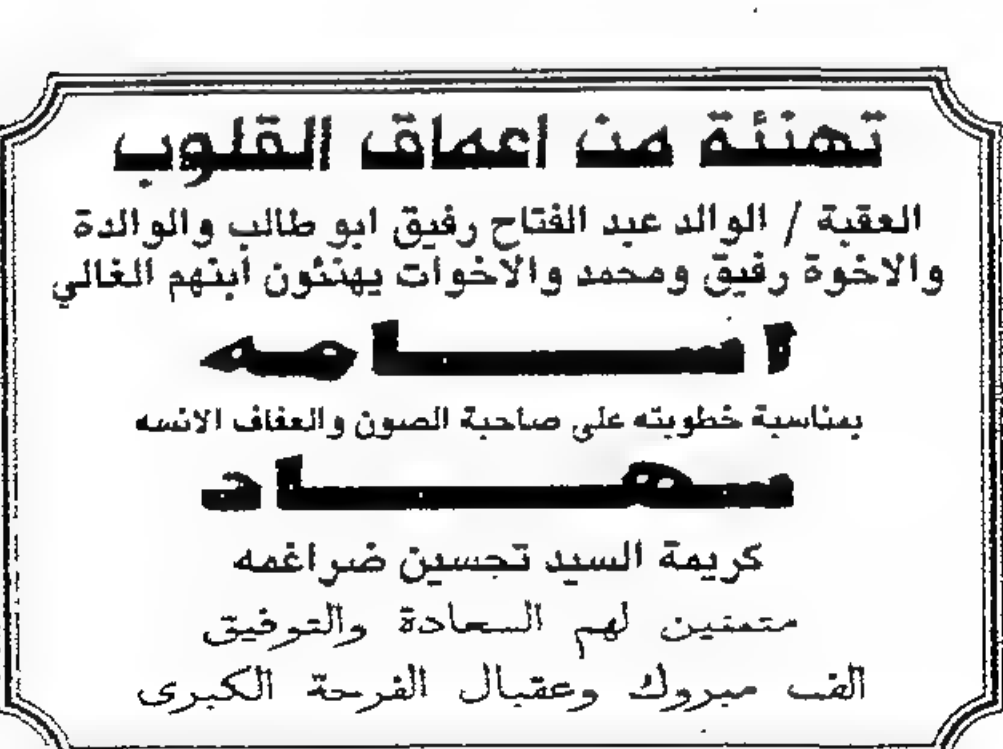 تهنئة من اعماق القلوب
العقبة / الوالد عبد الفتاح رفيق ابو طالب والوالدة
والاخوة رفيق ومحمد والاخوات يهنئون ابنهم الغالي
اسامه
بمناسبة خطوبته على صاحبة الصون والعفاف الانسه
سهاد
كريمة السيد تحسين ضراغمه
متمنين لهم السعادة والتوفيق
الف مبروك وعقبال الفرحة الكبرى